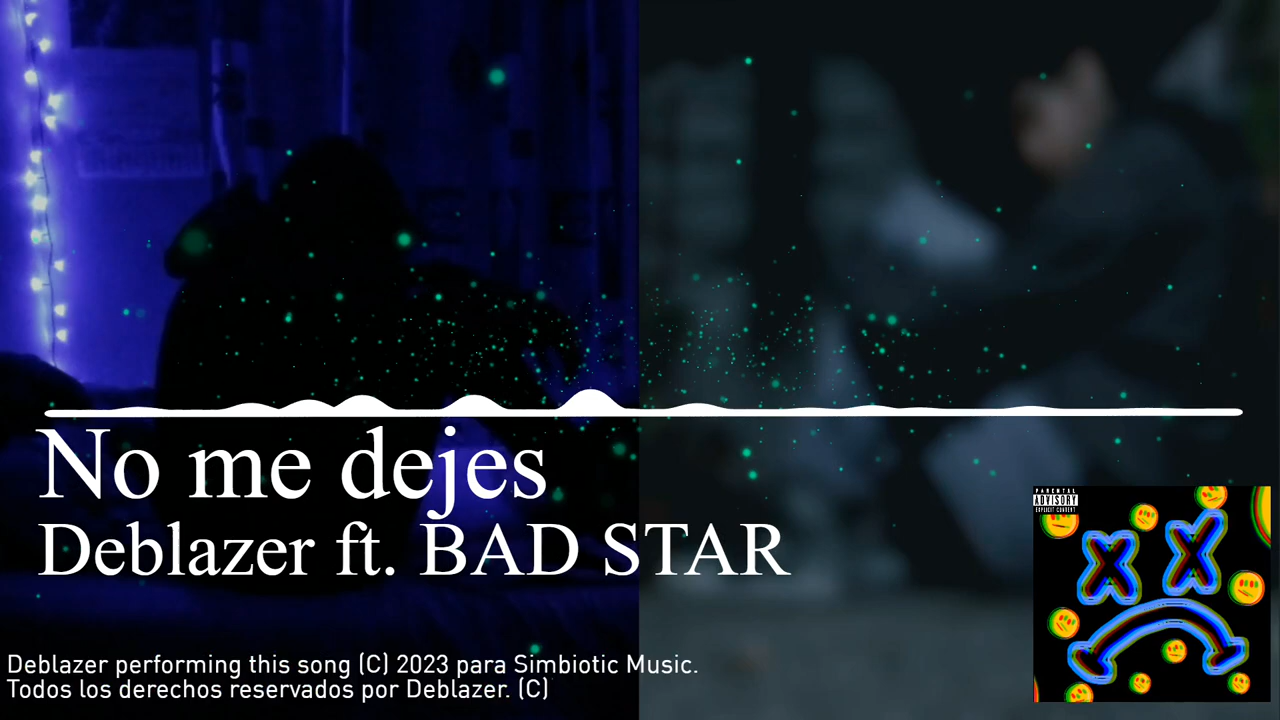 No me dejes
Deblazer ft. BAD STAR
PARENTAL
ADVISORY
EXPLICIT CONTENT
Deblazer performing this song (C) 2023 para Simbiotic Music.
Todos los derechos reservados por Deblazer. (C)